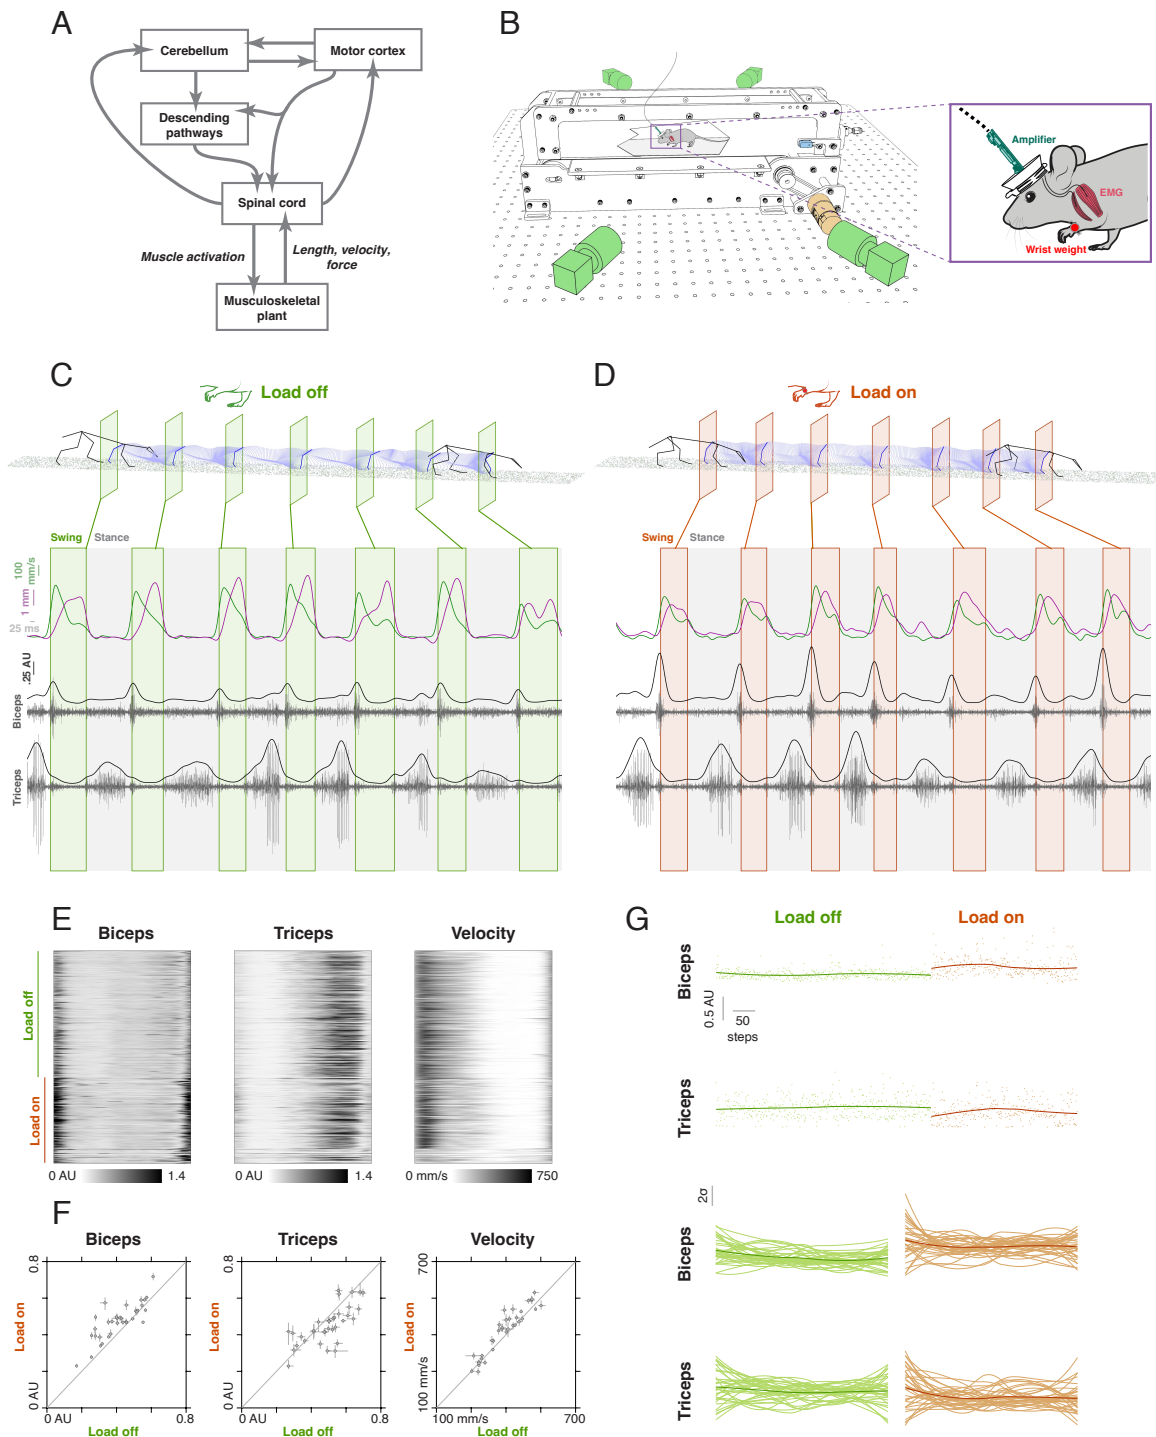 A
Cerebellum
Motor cortex
Descending
pathways
Spinal cord
Muscle activation
Length, velocity,
force
Musculoskeletal
plant
B
Amplifier
EMG
Wrist weight
C
Load off
Swing
Stance
100
mm/s
1 mm
25 ms
.25 AU
Biceps
Triceps
D
Load on
Swing
Stance
E
Biceps
Triceps
Velocity
Load off
Load on
0 AU
1.4
0 AU
1.4
0 mm/s
750
F
Biceps
Triceps
Velocity
0.8
Load on
0 AU
0 AU
0.8
Load off
0.8
Load on
0 AU
0 AU
0.8
Load off
700
Load on
100 mm/s
100 mm/s
700
Load off
G
Load off
Load on
Biceps
0.5 AU
50
steps
Triceps
2σ
Biceps
Triceps